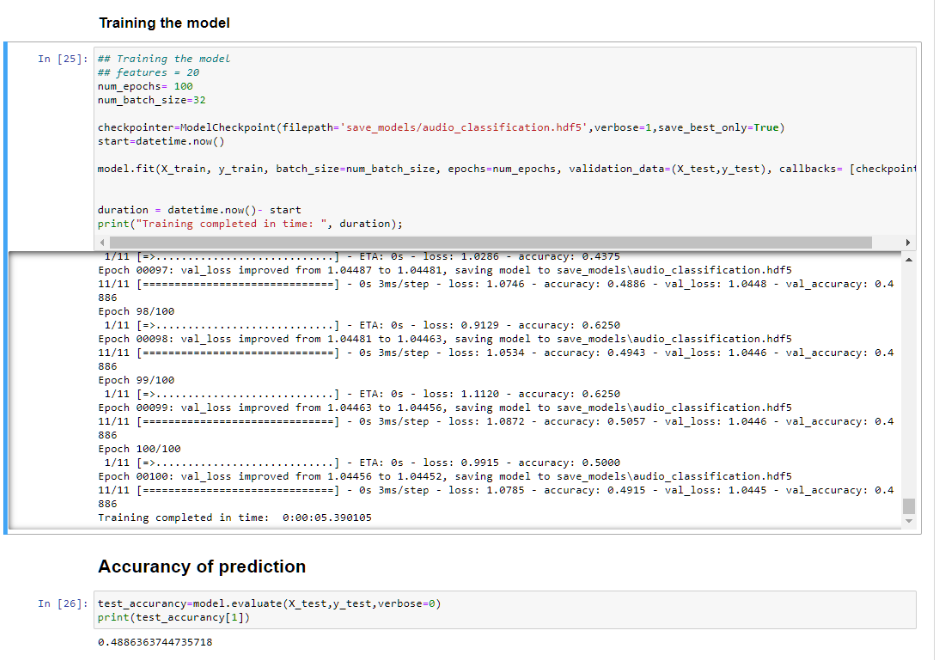 Training the model
In [25]: ## Training the model
## features = 20
num_epochs= 100
num_batch_size=32
checkpointer=ModelCheckpoint(filepath='save_models/audio_classification.hdf5',verbose=1,save_best_only=True)
start=datetime.now()
model.fit(X_train, y_train, batch_size=num_batch_size, epochs=num_epochs, validation_data=(X_test,y_test), callbacks= [checkpoint
duration = datetime.now()- start
print("Training completed in time: ", duration);
1/11 [=>............................] - ETA: 0s - loss: 1.0286 - accuracy: 0.4375
Epoch 00097: val_loss improved from 1.04487 to 1.04481, saving model to save_models\audio_classification.hdf5
11/11 [==============================] - 0s 3ms/step - loss: 1.0746 - accuracy: 0.4886 - val_loss: 1.0448 - val_accuracy: 0.4
886
Epoch 98/100
1/11 [=>............................] - ETA: 0s - loss: 0.9129 - accuracy: 0.6250
Epoch 00098: val_loss improved from 1.04481 to 1.04463, saving model to save_models\audio_classification.hdf5
11/11 [==============================] - 0s 3ms/step - loss: 1.0534 - accuracy: 0.4943 - val_loss: 1.0446 - val_accuracy: 0.4
886
Epoch 99/100
1/11 [=>............................] - ETA: 0s - loss: 1.1120 - accuracy: 0.6250
Epoch 00099: val_loss improved from 1.04463 to 1.04456, saving model to save_models\audio_classification.hdf5
11/11 [==============================] - 0s 3ms/step - loss: 1.0872 - accuracy: 0.5057 - val_loss: 1.0446 - val_accuracy: 0.4
886
Epoch 100/100
1/11 [=>............................] - ETA: 0s - loss: 0.9915 - accuracy: 0.5000
Epoch 00100: val_loss improved from 1.04456 to 1.04452, saving model to save_models\audio_classification.hdf5
11/11 [==============================] - 0s 3ms/step - loss: 1.0785 - accuracy: 0.4915 - val_loss: 1.0445 - val_accuracy: 0.4
886
Training completed in time:  0:00:05.390105
Accurancy of prediction
In [26]: test_accurancy=model.evaluate(X_test,y_test,verbose=0)
print(test_accurancy[1])
0.4886363744735718